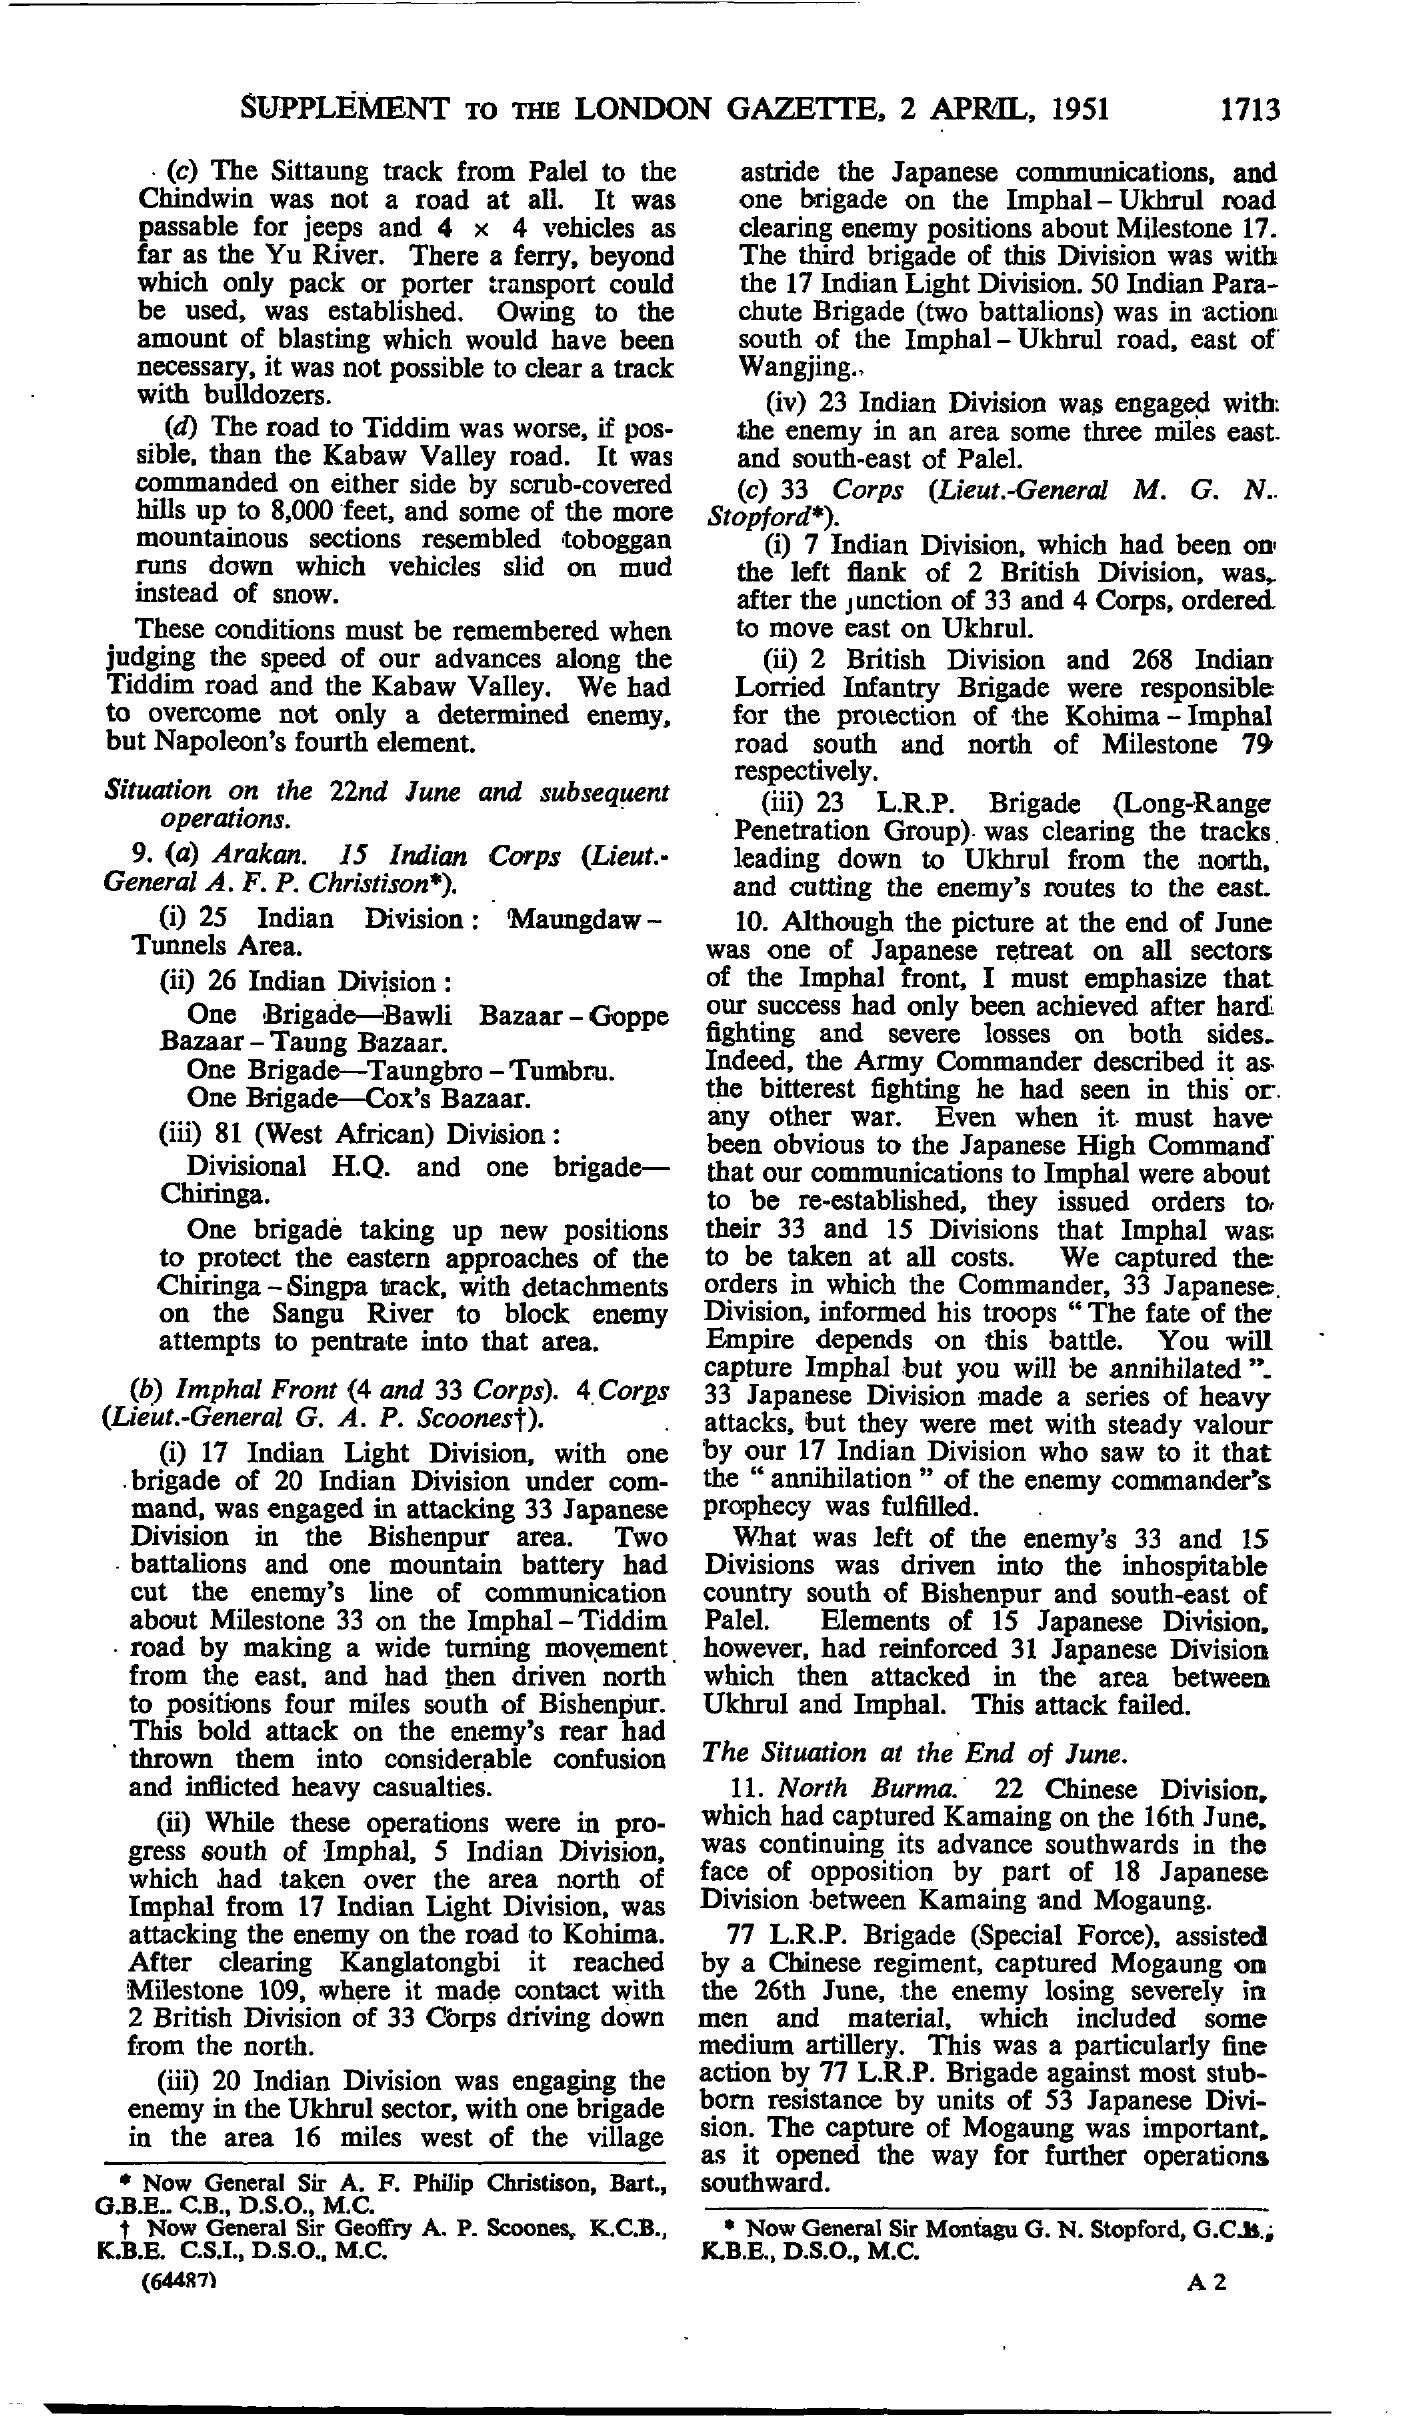 SUPPLEMENT TO THE LONDON GAZETTE, 2 APRIL, 1951 1713
(c) The Sittaung track from Palel to the
Chindwin was not a road at all. It was
passable for jeeps and 4 × 4 vehicles as
far as the Yu River. There a ferry, beyond
which only pack or porter transport could
be used, was established. Owing to the
amount of blasting which would have been
necessary, it was not possible to clear a track
with bulldozers.
(d) The road to Tiddim was worse, if pos-
sible, than the Kabaw Valley road. It was
commanded on either side by scrub-covered
hills up to 8,000 feet, and some of the more
mountainous sections resembled toboggan
runs down which vehicles slid on mud
instead of snow.
These conditions must be remembered when
judging the speed of our advances along the
Tiddim road and the Kabaw Valley. We had
to overcome not only a determined enemy,
but Napoleon's fourth element.
Situation on the 22nd June and subsequent
operations.
9. (a) Arakan. 15 Indian Corps (Lieut.-
General A. F. P. Christison*).
(i) 25 Indian Division: Maungdaw –
Tunnels Area.
(ii) 26 Indian Division:
One Brigade—Bawli Bazaar – Goppe
Bazaar – Taung Bazaar.
One Brigade—Taungbro – Tumbru.
One Brigade—Cox's Bazaar.
(iii) 81 (West African) Division:
Divisional H.Q. and one brigade—
Chiringa.
One brigade taking up new positions
to protect the eastern approaches of the
Chiringa – Singpa track, with detachments
on the Sangu River to block enemy
attempts to pentrate into that area.
(b) Imphal Front (4 and 33 Corps). 4 Corps
(Lieut.-General G. A. P. Scoones†).
(i) 17 Indian Light Division, with one
brigade of 20 Indian Division under com-
mand, was engaged in attacking 33 Japanese
Division in the Bishenpur area. Two
battalions and one mountain battery had
cut the enemy's line of communication
about Milestone 33 on the Imphal – Tiddim
road by making a wide turning movement
from the east, and had then driven north
to positions four miles south of Bishenpur.
This bold attack on the enemy's rear had
thrown them into considerable confusion
and inflicted heavy casualties.
(ii) While these operations were in pro-
gress south of Imphal, 5 Indian Division,
which had taken over the area north of
Imphal from 17 Indian Light Division, was
attacking the enemy on the road to Kohima.
After clearing Kanglatongbi it reached
Milestone 109, where it made contact with
2 British Division of 33 Corps driving down
from the north.
(iii) 20 Indian Division was engaging the
enemy in the Ukhrul sector, with one brigade
in the area 16 miles west of the village
* Now General Sir A. F. Philip Christison, Bart.,
G.B.E.. C.B., D.S.O., M.C.
† Now General Sir Geoffry A. P. Scoones, K.C.B.,
K.B.E. C.S.I., D.S.O., M.C.
(64487)
astride the Japanese communications, and
one brigade on the Imphal – Ukhrul road
clearing enemy positions about Milestone 17.
The third brigade of this Division was with
the 17 Indian Light Division. 50 Indian Para-
chute Brigade (two battalions) was in action
south of the Imphal – Ukhrul road, east of
Wangjing.
(iv) 23 Indian Division was engaged with
the enemy in an area some three miles east
and south-east of Palel.
(c) 33 Corps (Lieut.-General M. G. N.
Stopford*).
(i) 7 Indian Division, which had been on
the left flank of 2 British Division, was,
after the junction of 33 and 4 Corps, ordered
to move east on Ukhrul.
(ii) 2 British Division and 268 Indian
Lorried Infantry Brigade were responsible
for the protection of the Kohima – Imphal
road south and north of Milestone 79
respectively.
(iii) 23 L.R.P. Brigade (Long-Range
Penetration Group) was clearing the tracks
leading down to Ukhrul from the north,
and cutting the enemy's routes to the east.
10. Although the picture at the end of June
was one of Japanese retreat on all sectors
of the Imphal front, I must emphasize that
our success had only been achieved after hard
fighting and severe losses on both sides.
Indeed, the Army Commander described it as
the bitterest fighting he had seen in this or
any other war. Even when it must have
been obvious to the Japanese High Command
that our communications to Imphal were about
to be re-established, they issued orders to
their 33 and 15 Divisions that Imphal was
to be taken at all costs. We captured the
orders in which the Commander, 33 Japanese
Division, informed his troops " The fate of the
Empire depends on this battle. You will
capture Imphal but you will be annihilated ".
33 Japanese Division made a series of heavy
attacks, but they were met with steady valour
by our 17 Indian Division who saw to it that
the " annihilation " of the enemy commander's
prophecy was fulfilled.
What was left of the enemy's 33 and 15
Divisions was driven into the inhospitable
country south of Bishenpur and south-east of
Palel. Elements of 15 Japanese Division,
however, had reinforced 31 Japanese Division
which then attacked in the area between
Ukhrul and Imphal. This attack failed.
The Situation at the End of June.
11. North Burma. 22 Chinese Division,
which had captured Kamaing on the 16th June,
was continuing its advance southwards in the
face of opposition by part of 18 Japanese
Division between Kamaing and Mogaung.
77 L.R.P. Brigade (Special Force), assisted
by a Chinese regiment, captured Mogaung on
the 26th June, the enemy losing severely in
men and material, which included some
medium artillery. This was a particularly fine
action by 77 L.R.P. Brigade against most stub-
born resistance by units of 53 Japanese Divi-
sion. The capture of Mogaung was important,
as it opened the way for further operations
southward.
* Now General Sir Montagu G. N. Stopford, G.C.B.,
K.B.E., D.S.O., M.C.
A 2